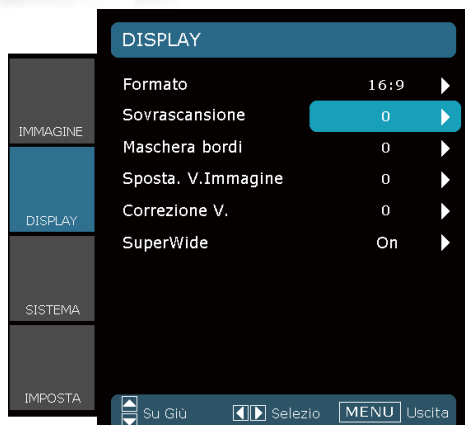 DISPLAY
IMMAGINE
DISPLAY
SISTEMA
IMPOSTA
Formato 16:9
Sovrascansione 0
Maschera bordi 0
Sposta. V.Immagine 0
Correzione V. 0
SuperWide On
Su Giù Selezio MENU Uscita